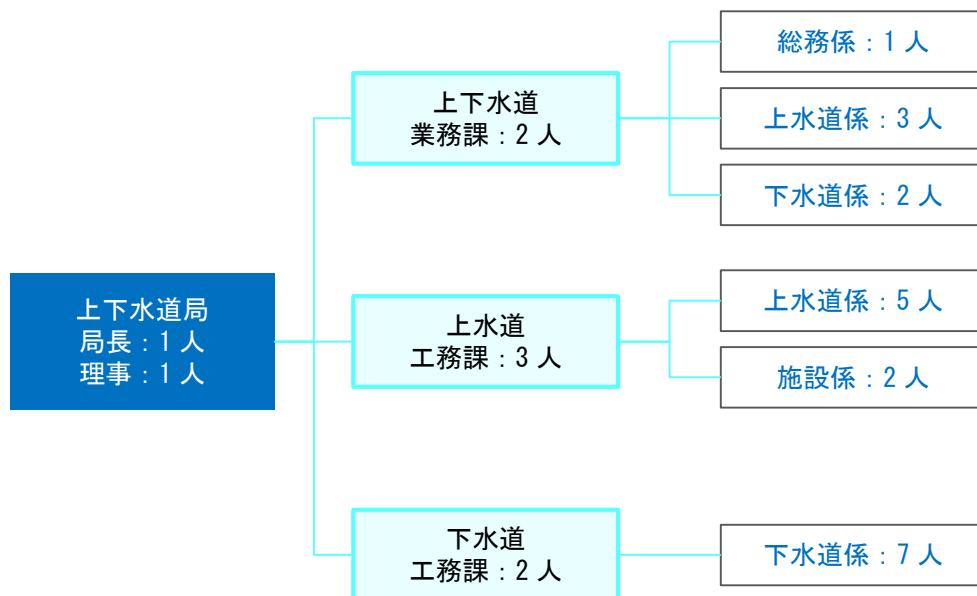 上下水道局
局長：1 人
理事：1 人
上下水道
業務課：2 人
総務係：1 人
上水道係：3 人
下水道係：2 人
上水道
工務課：3 人
上水道係：5 人
施設係：2 人
下水道
工務課：2 人
下水道係：7 人